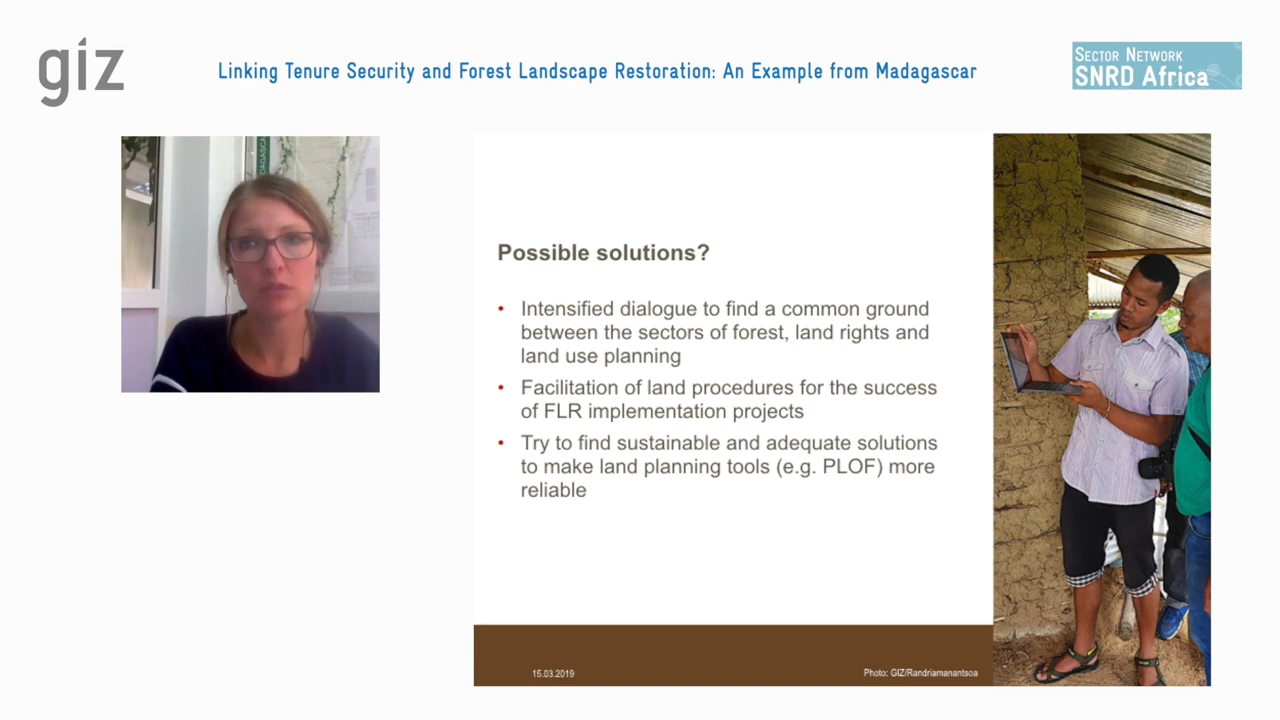 giz
Linking Tenure Security and Forest Landscape Restoration: An Example from Madagascar
Sector Network
SNRD Africa
Possible solutions?
• Intensified dialogue to find a common ground
between the sectors of forest, land rights and
land use planning
• Facilitation of land procedures for the success
of FLR implementation projects
• Try to find sustainable and adequate solutions
to make land planning tools (e.g. PLOF) more
reliable
15.03.2019
Photo: GIZ/Randriamanantsoa